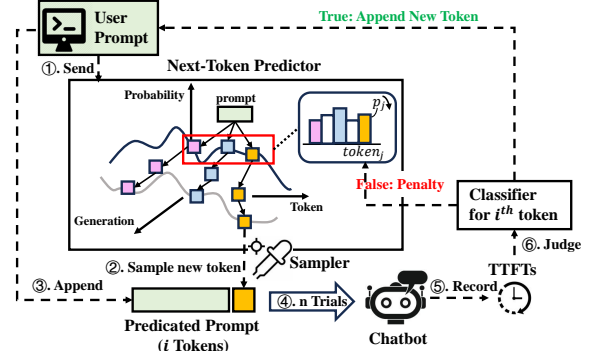 User
Prompt
True: Append New Token
①. Send
Next-Token Predictor
Probability
prompt
p_j
token_j
False: Penalty
Classifier
for i^th token
Token
Generation
②. Sample new token
Sampler
⑥. Judge
TTFTs
③. Append
④. n Trials
⑤. Record
Predicated Prompt
(i Tokens)
Chatbot